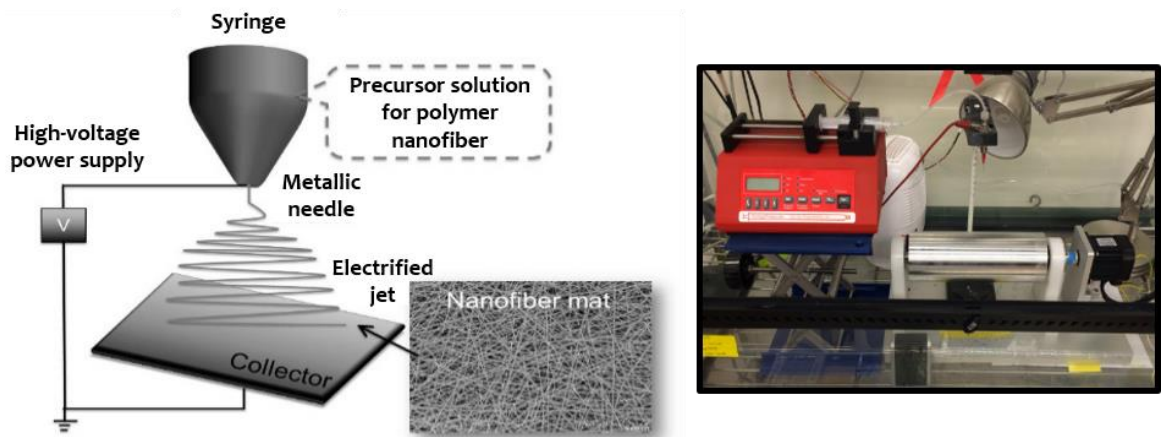 Syringe
Precursor solution
for polymer
nanofiber
High-voltage
power supply
Metallic
needle
V
Electrified
jet
Nanofiber mat
Collector